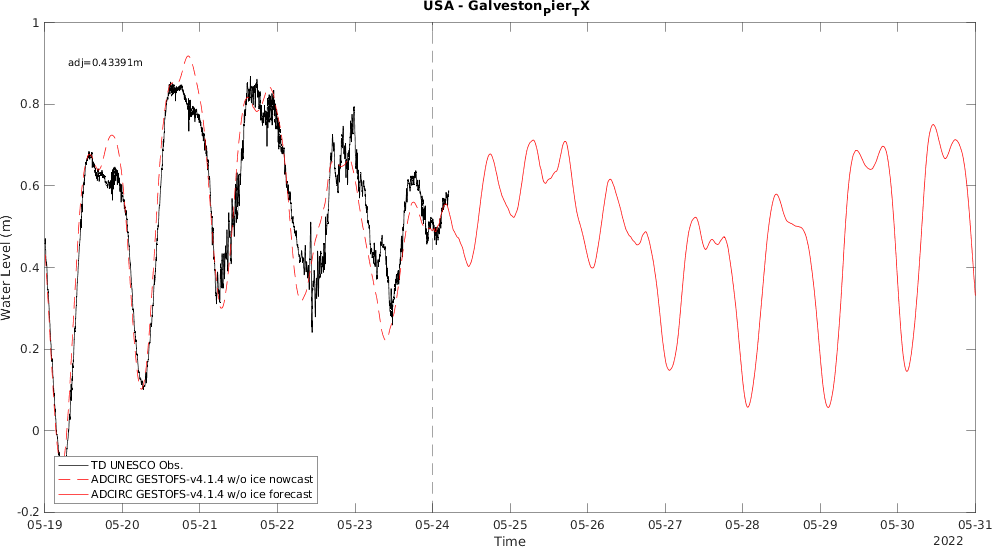 USA - Galveston_Pier_TX
adj=0.43391m
1
0.8
0.6
0.4
0.2
0
-0.2
Water Level (m)
TD UNESCO Obs.
ADCIRC GESTOFS-v4.1.4 w/o ice nowcast
ADCIRC GESTOFS-v4.1.4 w/o ice forecast
05-19 05-20 05-21 05-22 05-23 05-24 05-25 05-26 05-27 05-28 05-29 05-30 05-31
Time
2022